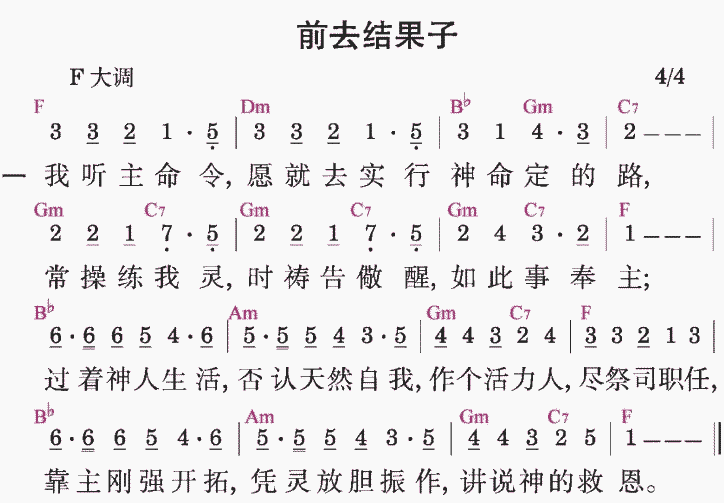 前去结果子
F 大调 4/4
F Dm B♭ Gm C7
3 3 2 1 · 5 | 3 3 2 1 · 5 | 3 1 4 · 3 | 2 − − − |
一 我听主命令, 愿就去实行神命定的路,
Gm C7 Gm C7 Gm C7 F
2 2 1 7 · 5 | 2 2 1 7 · 5 | 2 4 3 · 2 | 1 − − − |
常操练我灵, 时祷告儆醒, 如此事奉主;
B♭ Am Gm C7 F
6 · 6 6 5 4 · 6 | 5 · 5 5 4 3 · 5 | 4 4 3 2 4 | 3 3 2 1 3 |
过着神人生活, 否认天然自我, 作个活力人, 尽祭司职任,
B♭ Am Gm C7 F
6 · 6 6 5 4 · 6 | 5 · 5 5 4 3 · 5 | 4 4 3 2 5 | 1 − − − ‖
靠主刚强开拓, 凭灵放胆振作, 讲说神的救恩。